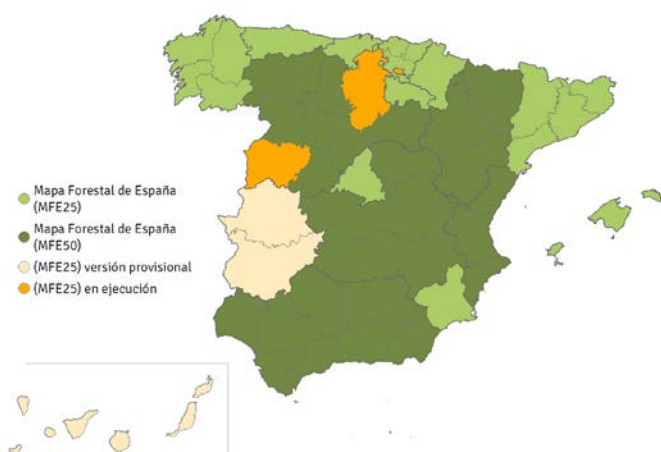 Mapa Forestal de España
(MFE25)
Mapa Forestal de España
(MFE50)
(MFE25) versión provisional
(MFE25) en ejecución